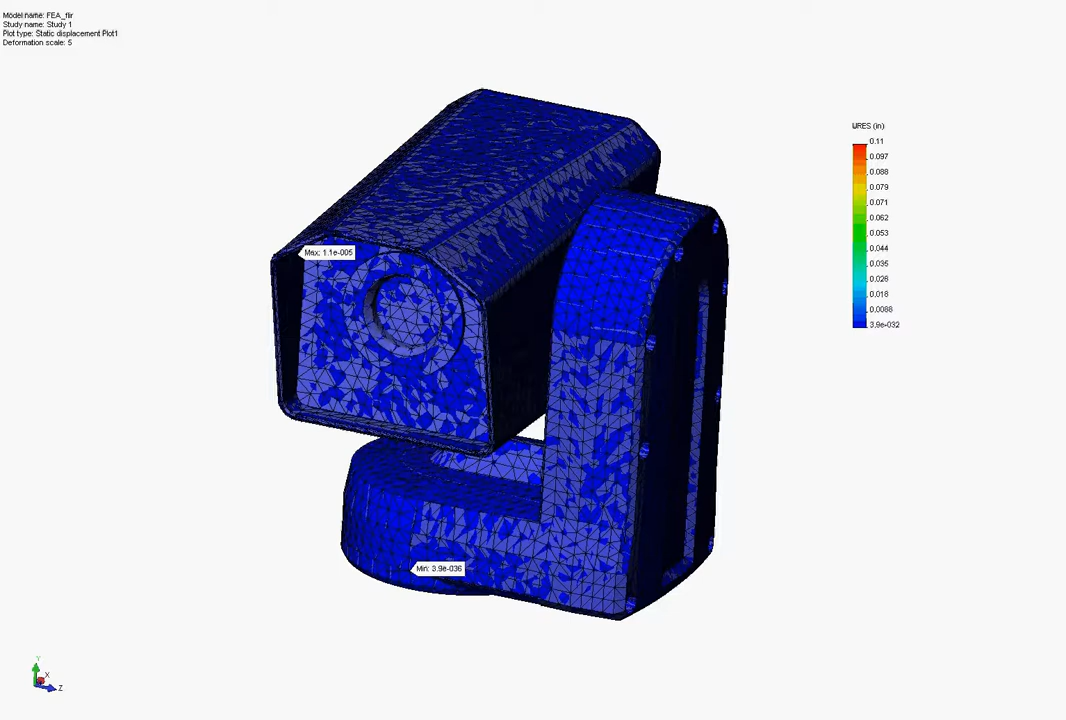 Model name: FEA_flir
Study name: Study 1
Plot type: Static displacement Plot1
Deformation scale: 5
URES (in)
0.11
0.097
0.088
0.079
0.071
0.062
0.053
0.044
0.035
0.026
0.018
0.0088
3.9e-032
Max: 1.1e-005
Min: 3.9e-036
Y
X
Z